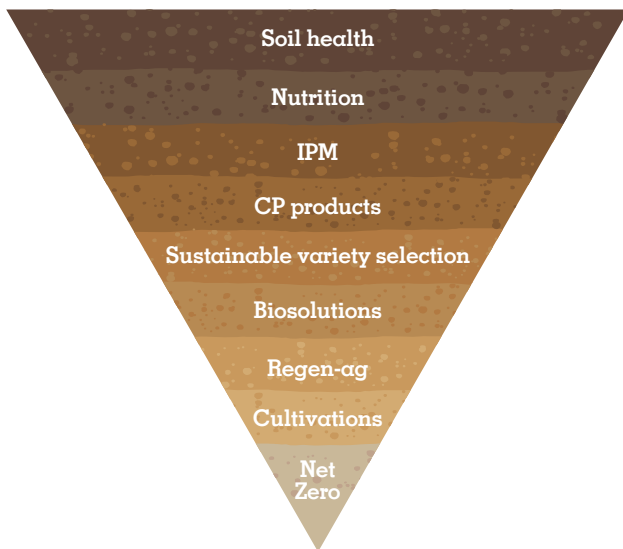 Soil health
Nutrition
IPM
CP products
Sustainable variety selection
Biosolutions
Regen-ag
Cultivations
Net
Zero